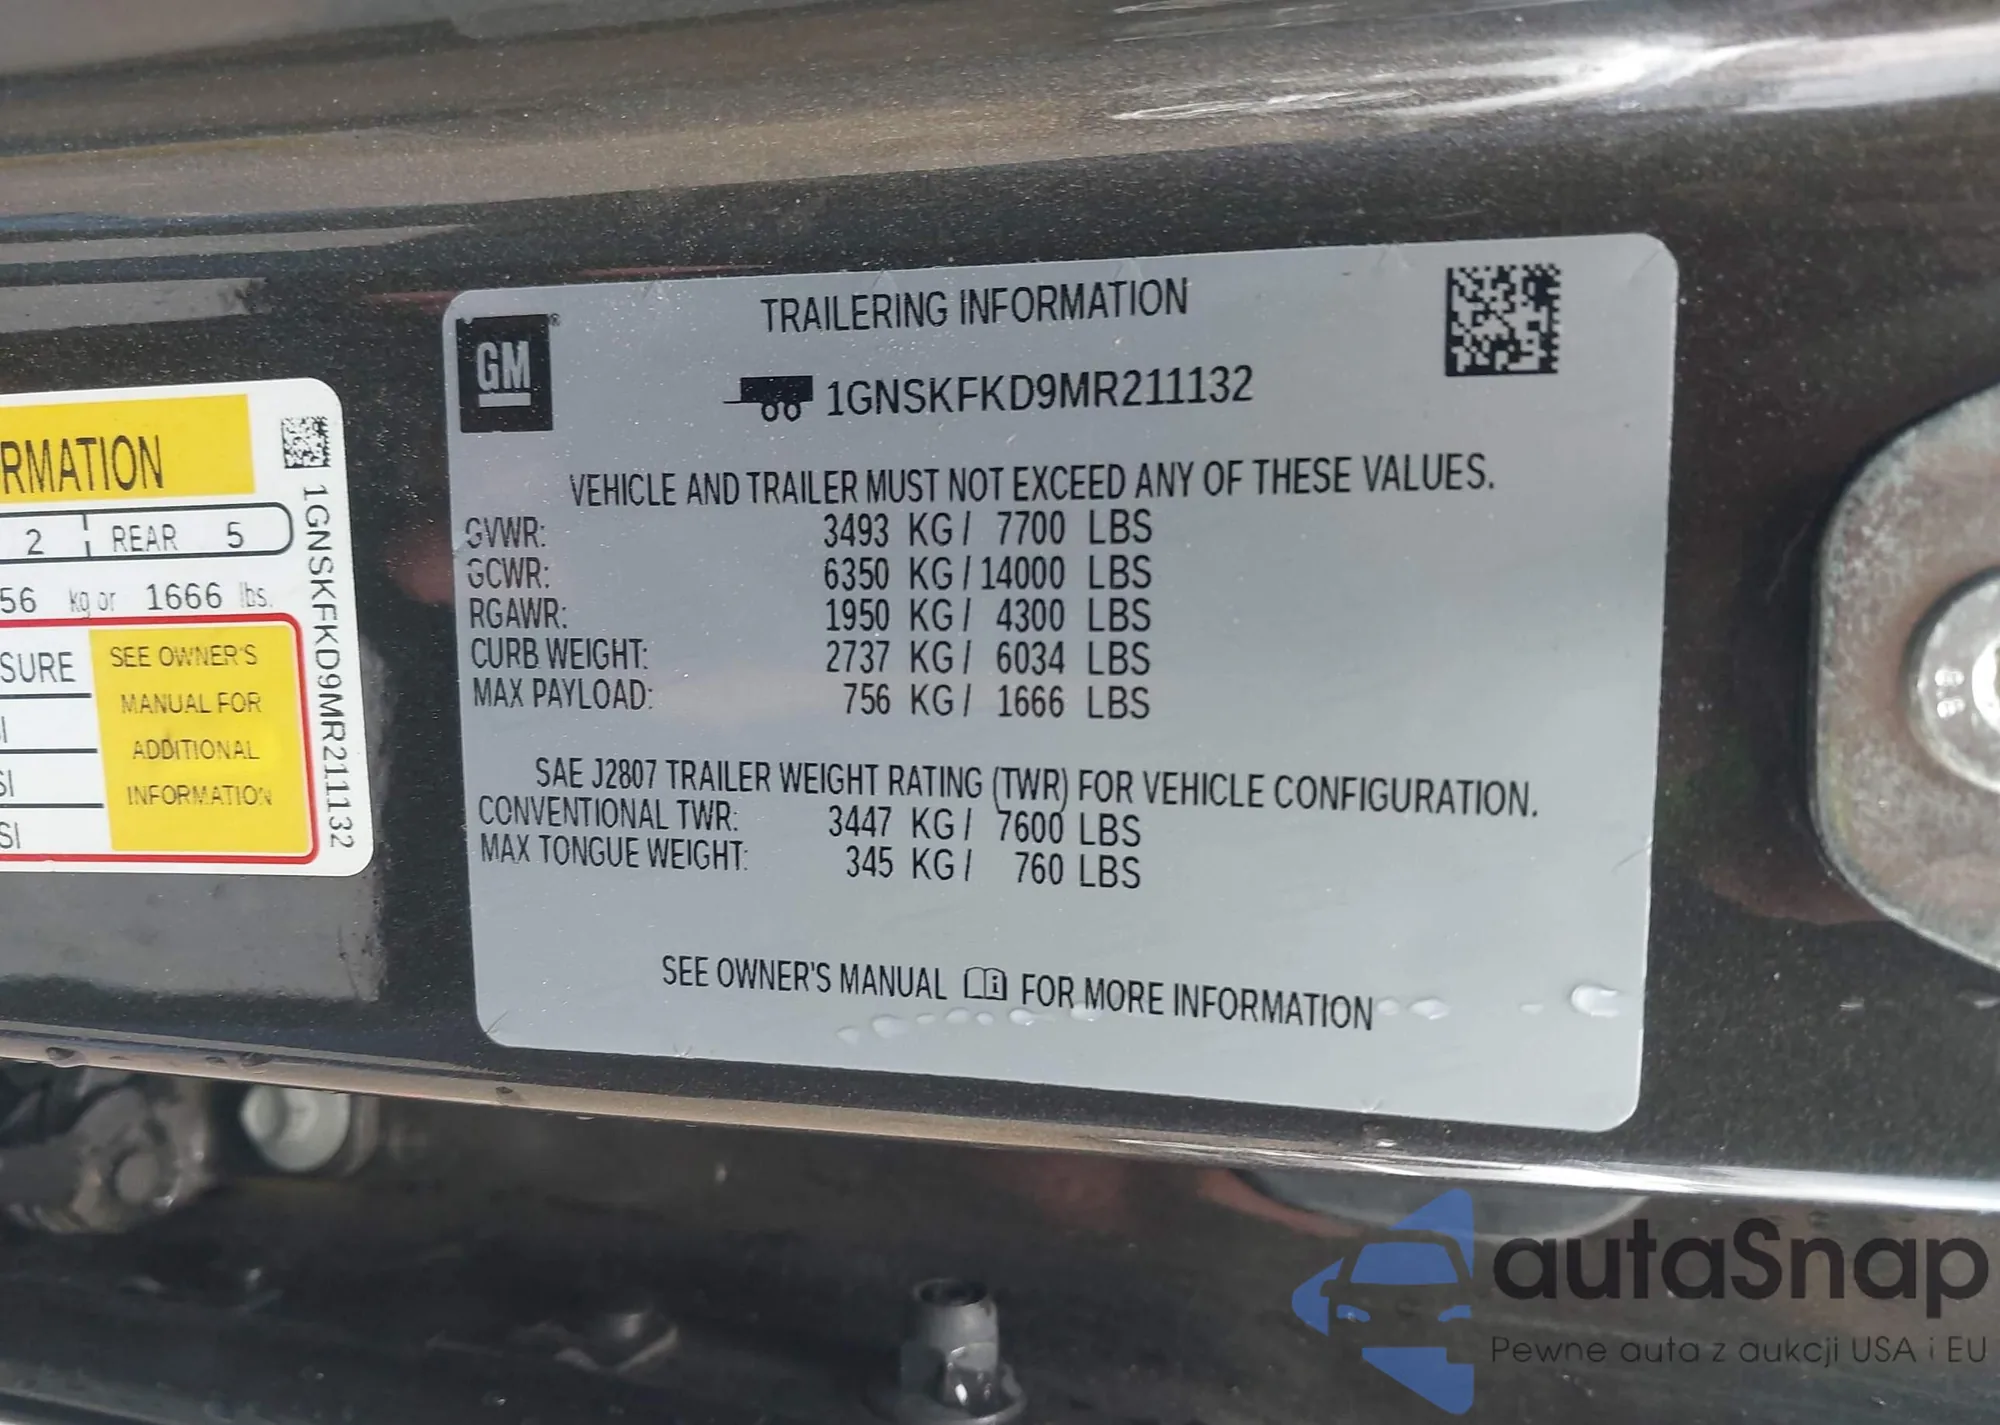 RMATION
2 REAR 5
56 kg or 1666 lbs.
SURE
SI
SI
SEE OWNER'S
MANUAL FOR
ADDITIONAL
INFORMATION
1GNSKFKD9MR211132
GM
®
TRAILERING INFORMATION
1GNSKFKD9MR211132
VEHICLE AND TRAILER MUST NOT EXCEED ANY OF THESE VALUES.
GVWR: 3493 KG / 7700 LBS
GCWR: 6350 KG / 14000 LBS
RGAWR: 1950 KG / 4300 LBS
CURB WEIGHT: 2737 KG / 6034 LBS
MAX PAYLOAD: 756 KG / 1666 LBS
SAE J2807 TRAILER WEIGHT RATING (TWR) FOR VEHICLE CONFIGURATION.
CONVENTIONAL TWR: 3447 KG / 7600 LBS
MAX TONGUE WEIGHT: 345 KG / 760 LBS
SEE OWNER'S MANUAL FOR MORE INFORMATION
autaSnap
Pewne auta z aukcji USA i EU